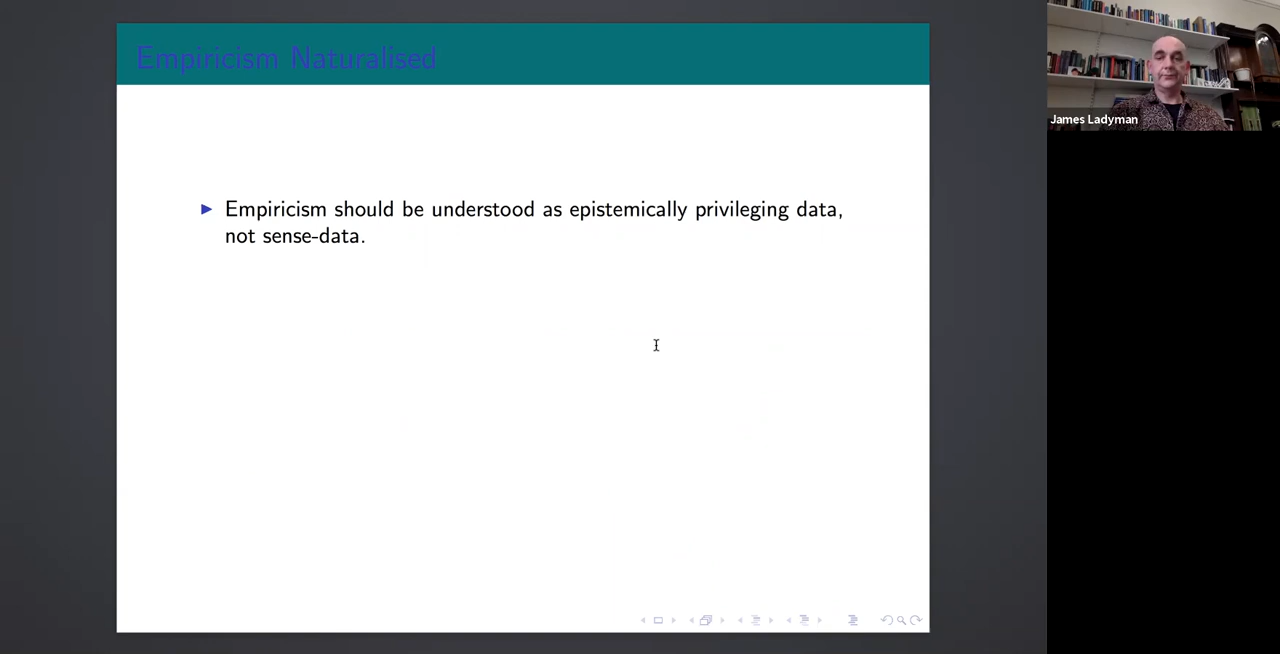 Empiricism Naturalised
James Ladyman
▶ Empiricism should be understood as epistemically privileging data,
not sense-data.